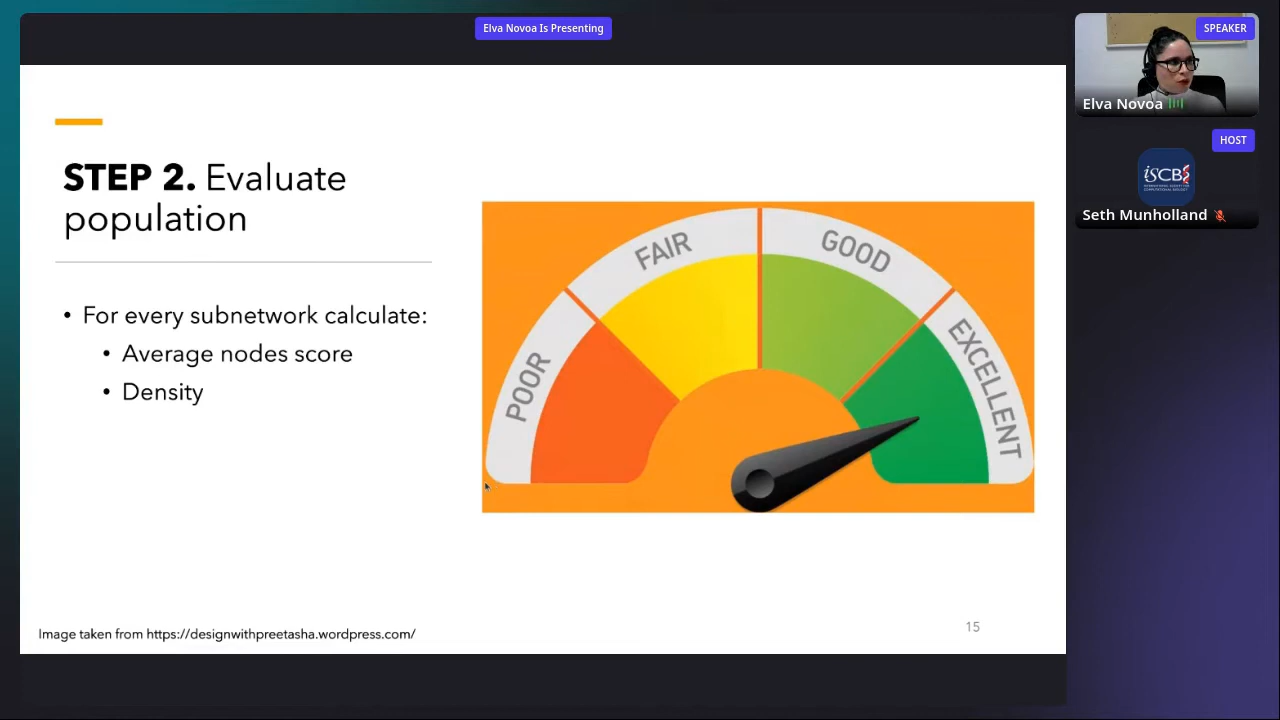 Elva Novoa Is Presenting
SPEAKER
Elva Novoa
HOST
iSCB
Seth Munholland
STEP 2. Evaluate
population
• For every subnetwork calculate:
• Average nodes score
• Density
POOR
FAIR
GOOD
EXCELLENT
Image taken from https://designwithpreetasha.wordpress.com/
15